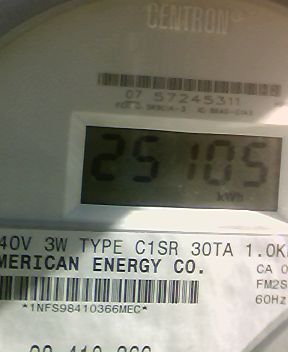 CENTRON
07 57245311
25105
kWh
40V 3W TYPE C1SR 30TA 1.0K
MERICAN ENERGY CO.
CA 0
FM2S
60Hz
*1NFS98410366MEC*